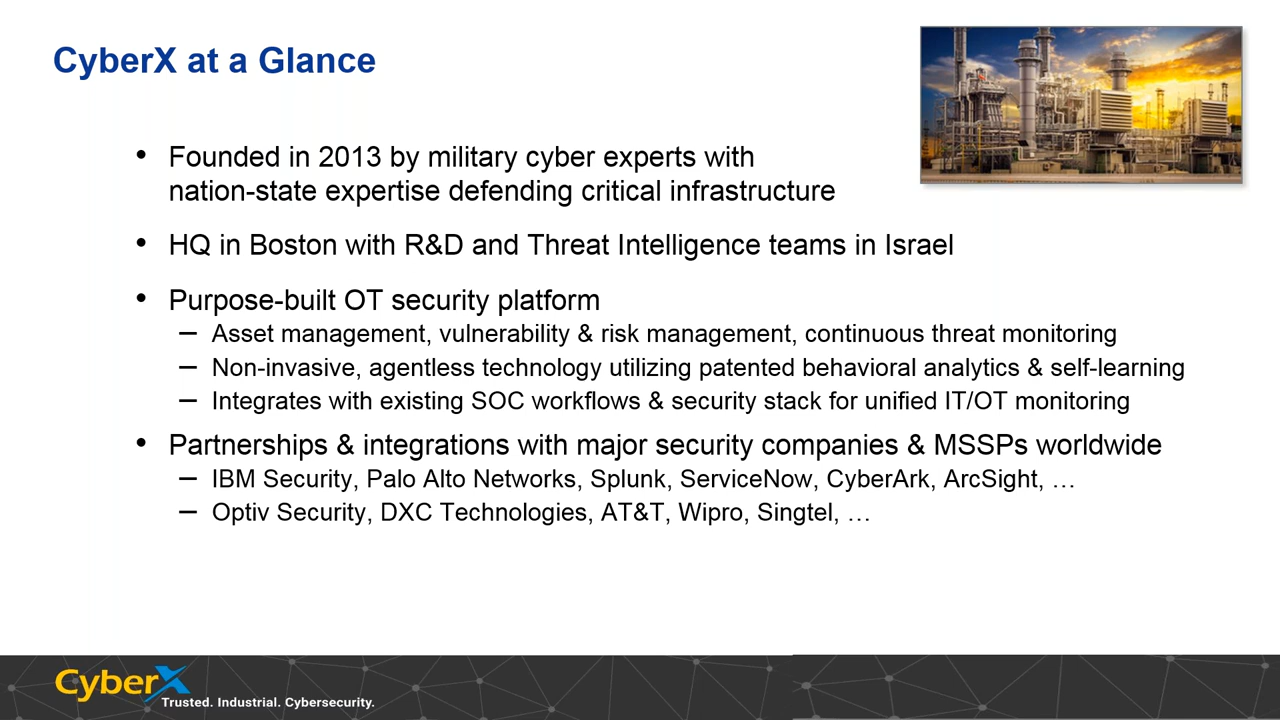 CyberX at a Glance
• Founded in 2013 by military cyber experts with
nation-state expertise defending critical infrastructure
• HQ in Boston with R&D and Threat Intelligence teams in Israel
• Purpose-built OT security platform
– Asset management, vulnerability & risk management, continuous threat monitoring
– Non-invasive, agentless technology utilizing patented behavioral analytics & self-learning
– Integrates with existing SOC workflows & security stack for unified IT/OT monitoring
• Partnerships & integrations with major security companies & MSSPs worldwide
– IBM Security, Palo Alto Networks, Splunk, ServiceNow, CyberArk, ArcSight, …
– Optiv Security, DXC Technologies, AT&T, Wipro, Singtel, …
CyberX
Trusted. Industrial. Cybersecurity.